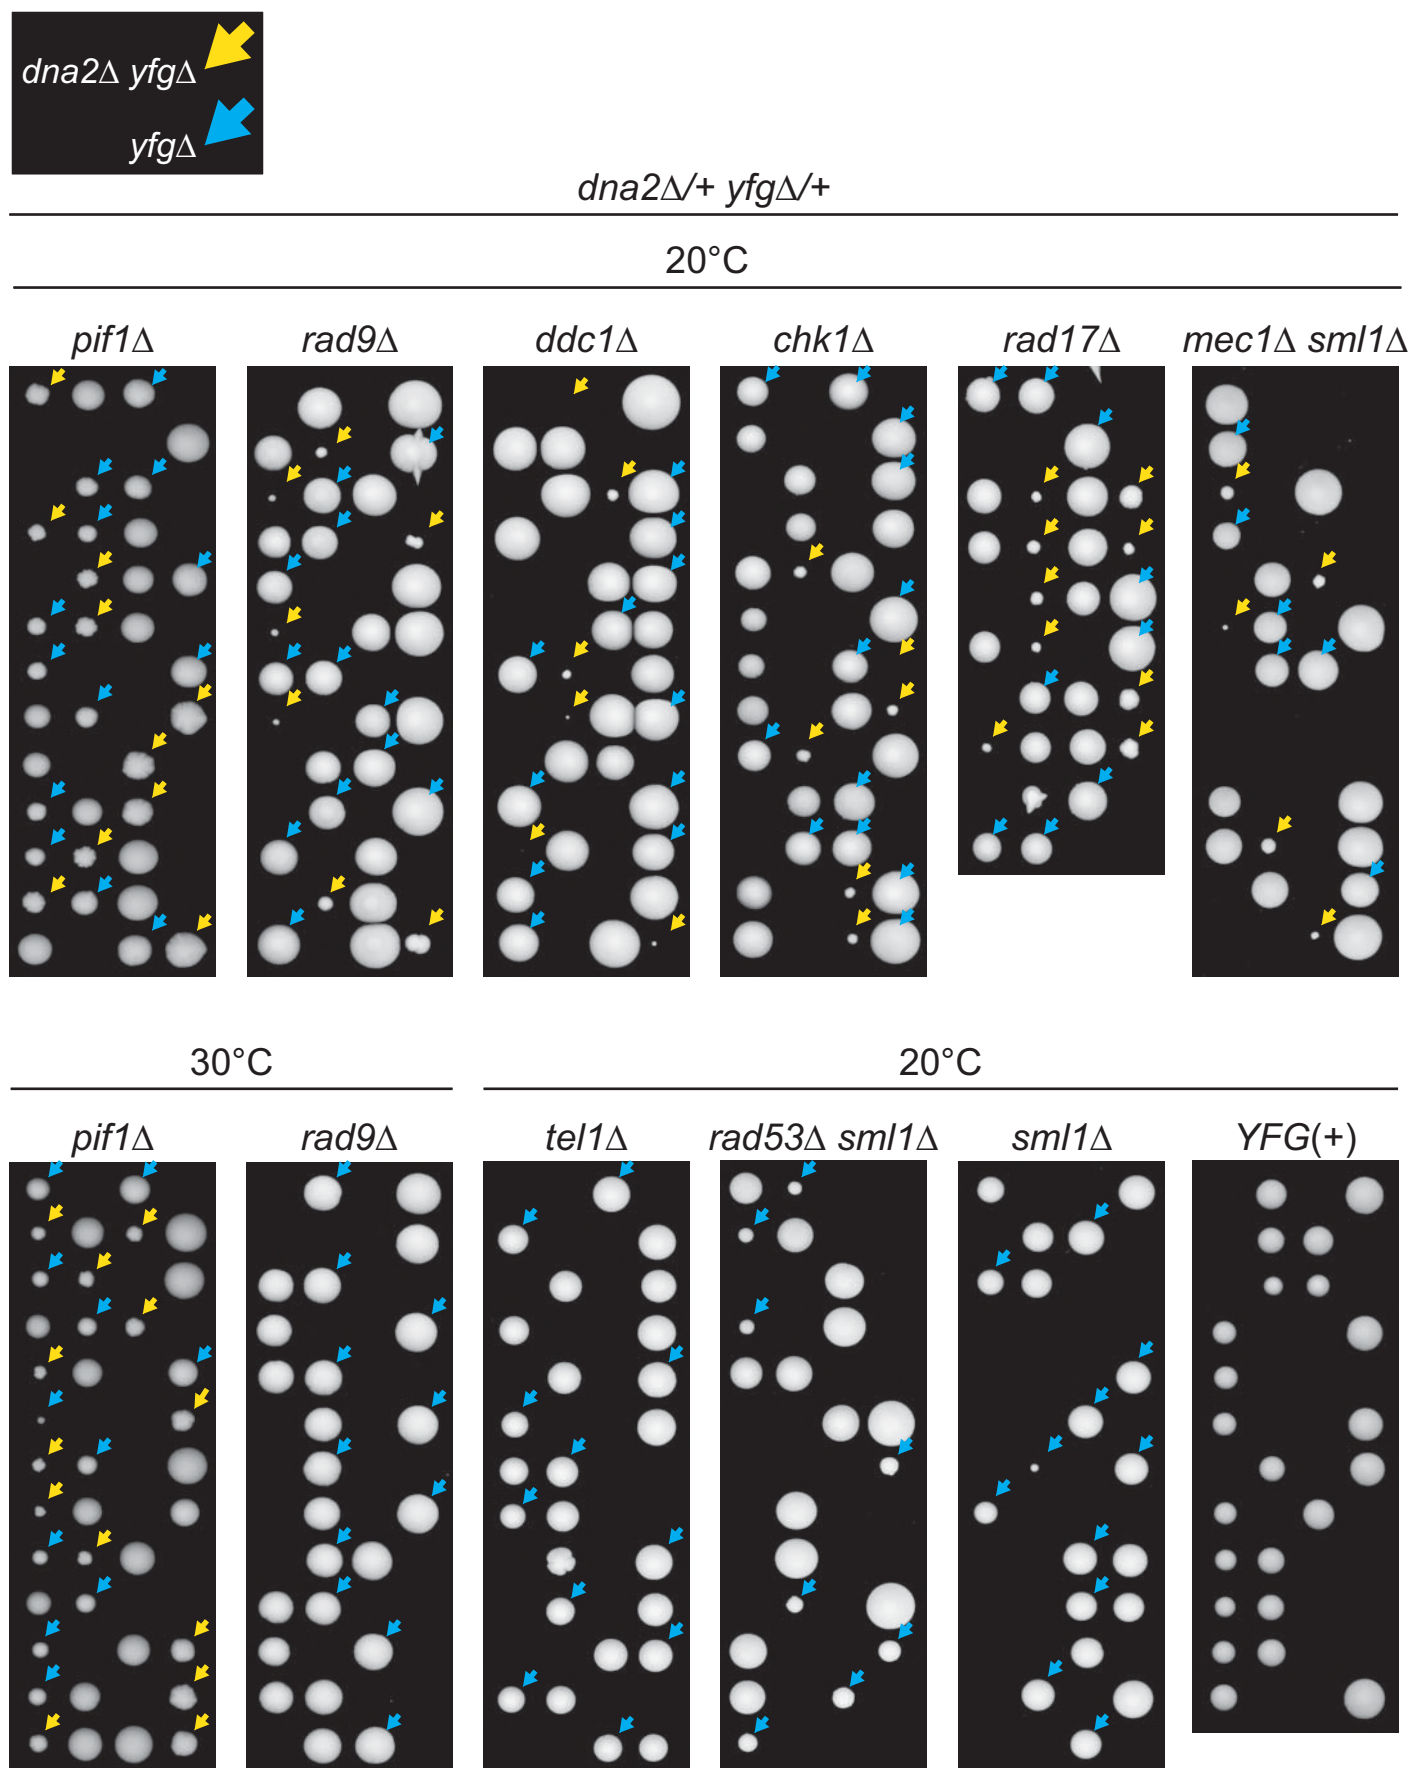 dna2Δ yfgΔ
yfgΔ
dna2Δ/+ yfgΔ/+
20°C
pif1Δ rad9Δ ddc1Δ chk1Δ rad17Δ mec1Δ sml1Δ
30°C 20°C
pif1Δ rad9Δ tel1Δ rad53Δ sml1Δ sml1Δ YFG(+)